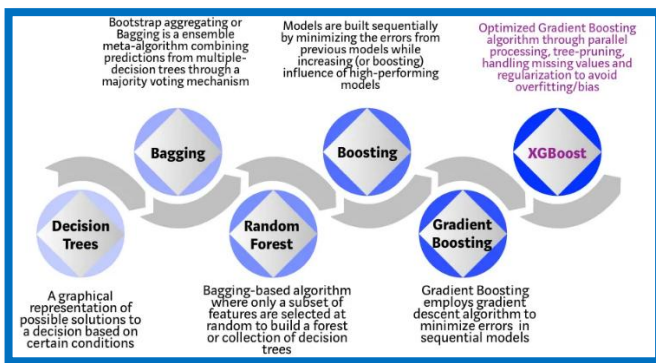 Bootstrap aggregating or
Bagging is a ensemble
meta-algorithm combining
predictions from multiple-
decision trees through a
majority voting mechanism
Models are built sequentially
by minimizing the errors from
previous models while
increasing (or boosting)
influence of high-performing
models
Optimized Gradient Boosting
algorithm through parallel
processing, tree-pruning,
handling missing values and
regularization to avoid
overfitting/bias
Bagging
Boosting
XGBoost
Decision
Trees
Random
Forest
Gradient
Boosting
A graphical
representation of
possible solutions to
a decision based on
certain conditions
Bagging-based algorithm
where only a subset of
features are selected at
random to build a forest
or collection of decision
trees
Gradient Boosting
employs gradient
descent algorithm to
minimize errors in
sequential models